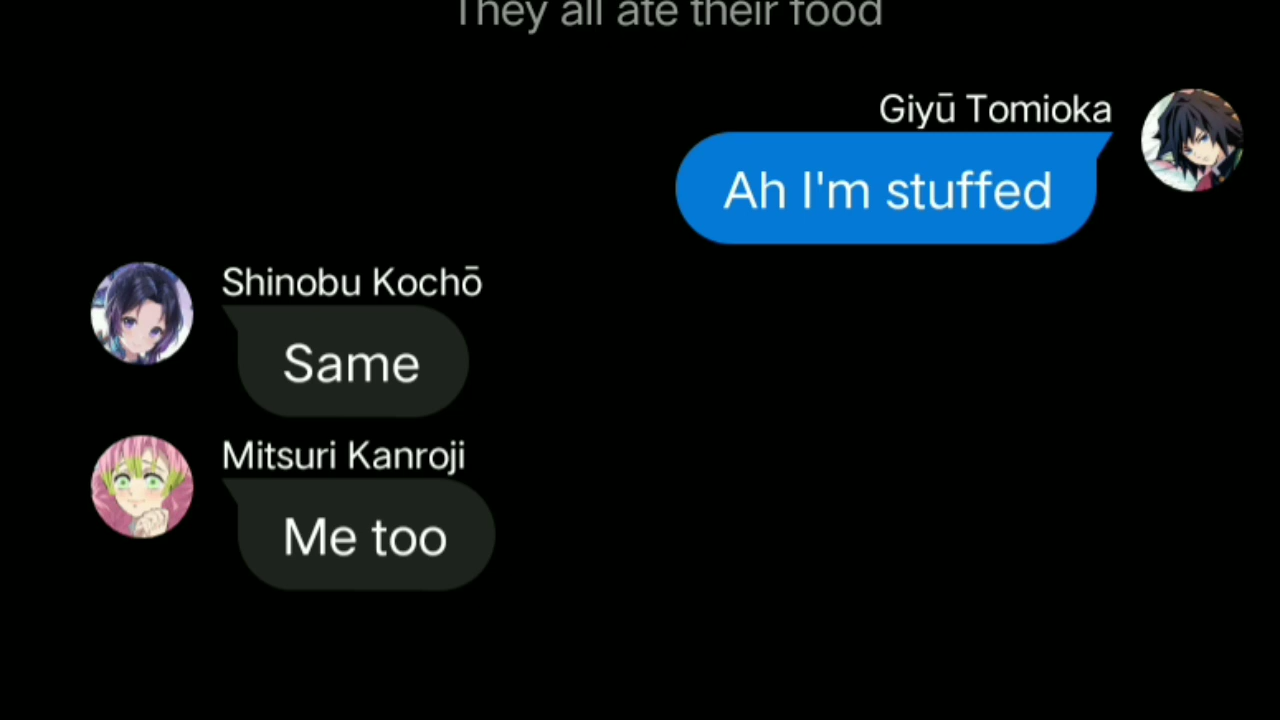 They all ate their food
Giyū Tomioka
Ah I'm stuffed
Shinobu Kochō
Same
Mitsuri Kanroji
Me too